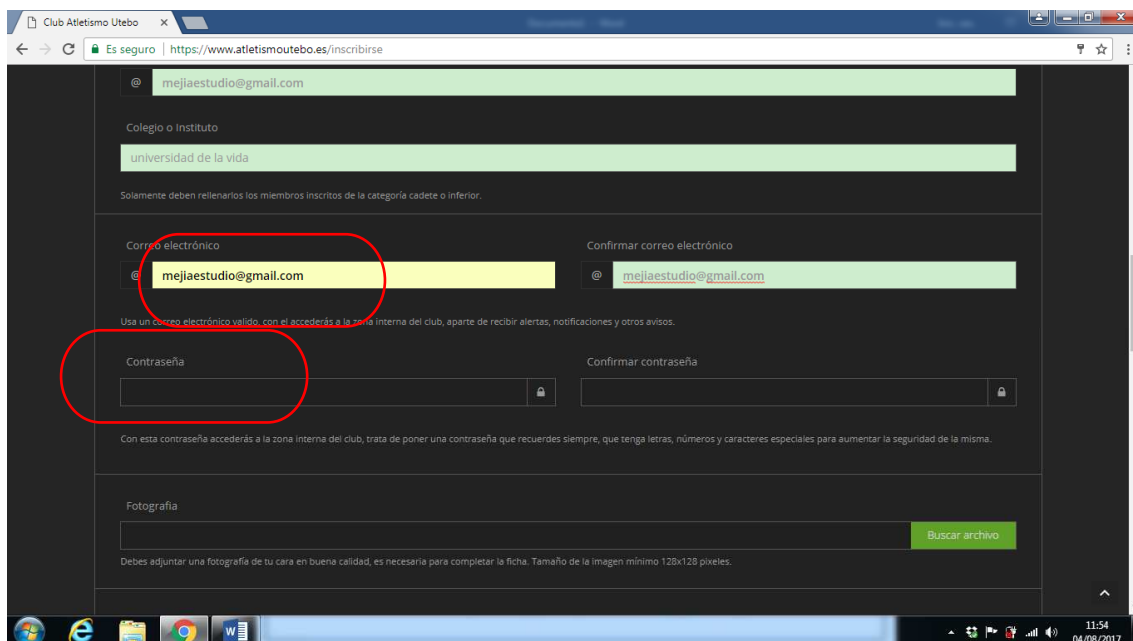 Club Atletismo Utebo
Es seguro | https://www.atletismoutebo.es/inscribirse
@ mejiaestudio@gmail.com
Colegio o Instituto
universidad de la vida
Solamente deben rellenarlos los miembros inscritos de la categoría cadete o inferior.
Correo electrónico Confirmar correo electrónico
@ mejiaestudio@gmail.com @ mejiaestudio@gmail.com
Usa un correo electrónico valido, con el accederás a la zona interna del club, aparte de recibir alertas, notificaciones y otros avisos.
Contraseña Confirmar contraseña
Con esta contraseña accederás a la zona interna del club, trata de poner una contraseña que recuerdes siempre, que tenga letras, números y caracteres especiales para aumentar la seguridad de la misma.
Fotografia
Buscar archivo
Debes adjuntar una fotografía de tu cara en buena calidad, es necesaria para completar la ficha. Tamaño de la imagen mínimo 128x128 pixeles.
11:54
04/08/2017